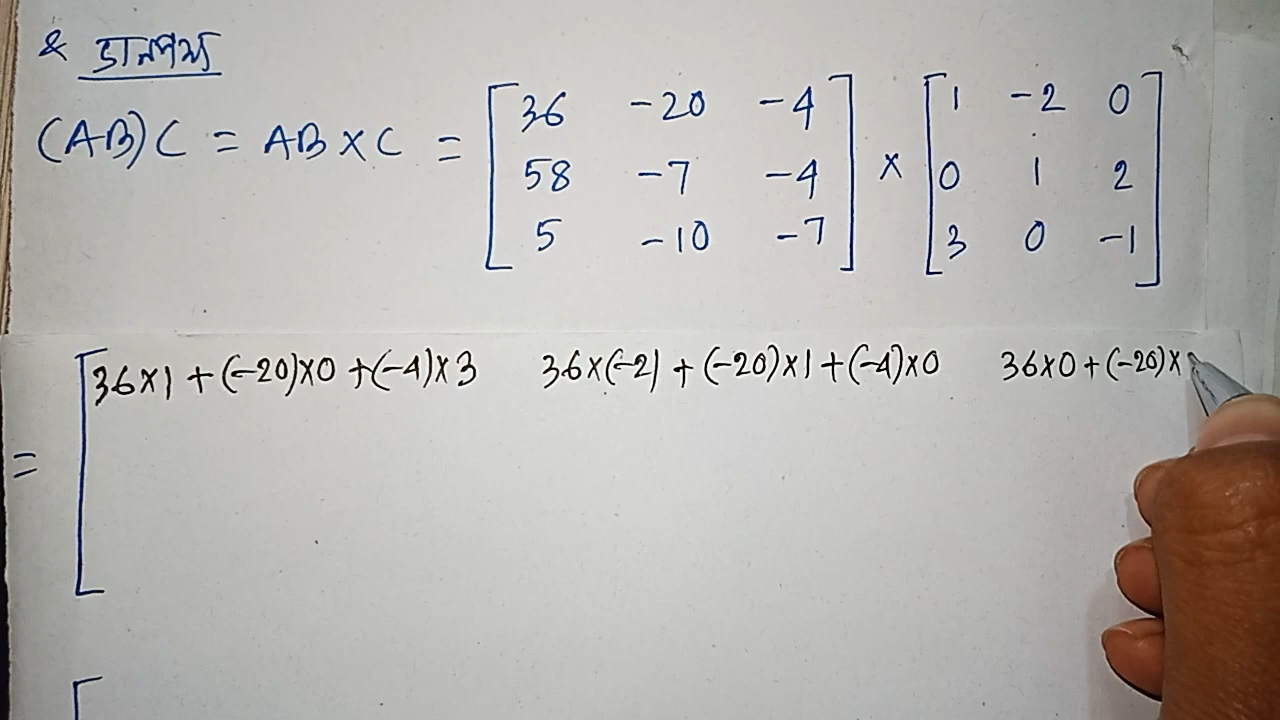 & ডানপক্ষ
(AB)C = AB×C = [ 36 -20 -4 ] × [ 1 -2 0 ]
58 -7 -4 0 1 2
5 -10 -7 3 0 -1
= [ 36×1 + (-20)×0 + (-4)×3 36×(-2) + (-20)×1 + (-4)×0 36×0 + (-20)×